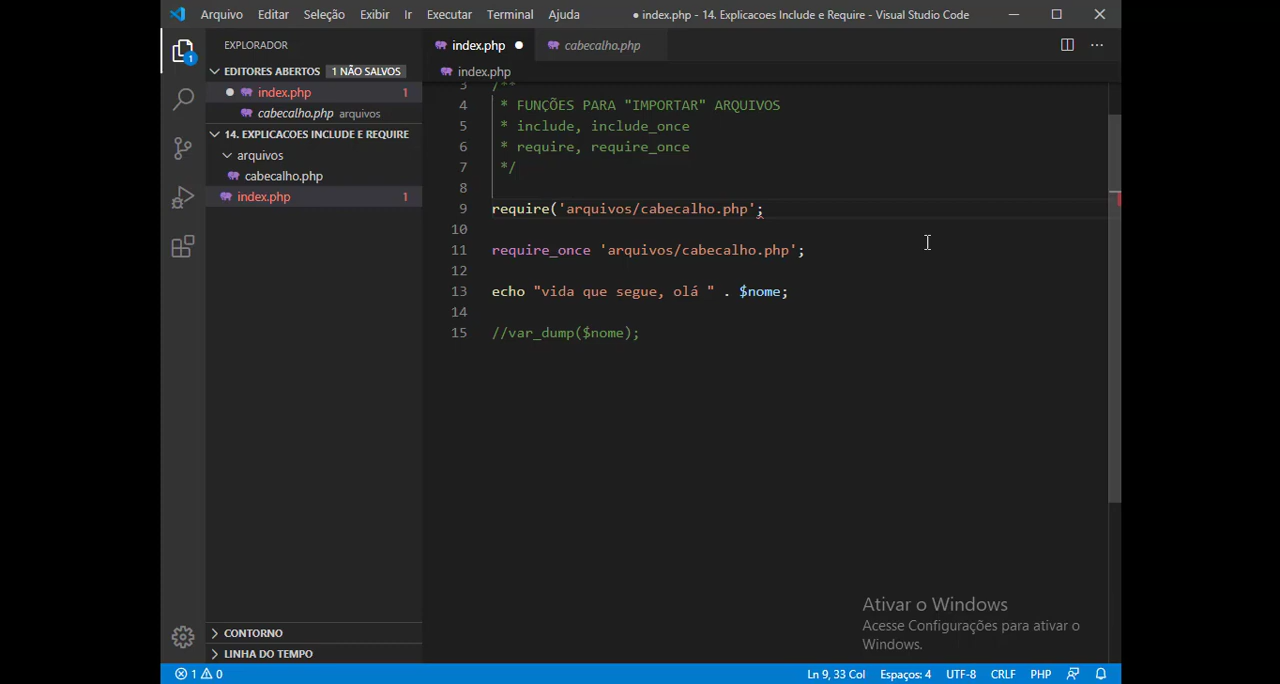 Arquivo Editar Seleção Exibir Ir Executar Terminal Ajuda ● index.php - 14. Explicacoes Include e Require - Visual Studio Code
EXPLORADOR
index.php ● cabecalho.php
EDITORES ABERTOS 1 NÃO SALVOS
index.php 1
cabecalho.php arquivos
14. EXPLICACOES INCLUDE E REQUIRE
arquivos
cabecalho.php
index.php 1
1
CONTORNO
LINHA DO TEMPO
index.php
3 /**
4 * FUNÇÕES PARA "IMPORTAR" ARQUIVOS
5 * include, include_once
6 * require, require_once
7 */
8
9 require('arquivos/cabecalho.php';
10
11 require_once 'arquivos/cabecalho.php';
12
13 echo "vida que segue, olá " . $nome;
14
15 //var_dump($nome);
Ativar o Windows
Acesse Configurações para ativar o
Windows.
1 0 Ln 9, 33 Col Espaços: 4 UTF-8 CRLF PHP